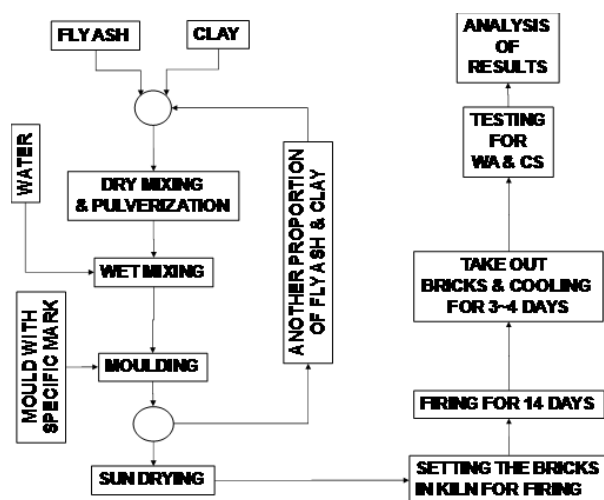 FLYASH
CLAY
WATER
DRY MIXING
& PULVERIZATION
WET MIXING
MOULD WITH
SPECIFIC MARK
MOULDING
ANOTHER PROPORTION
OF FLYASH & CLAY
SUN DRYING
SETTING THE BRICKS
IN KILN FOR FIRING
FIRING FOR 14 DAYS
TAKE OUT
BRICKS & COOLING
FOR 3~4 DAYS
TESTING
FOR
WA & CS
ANALYSIS
OF
RESULTS